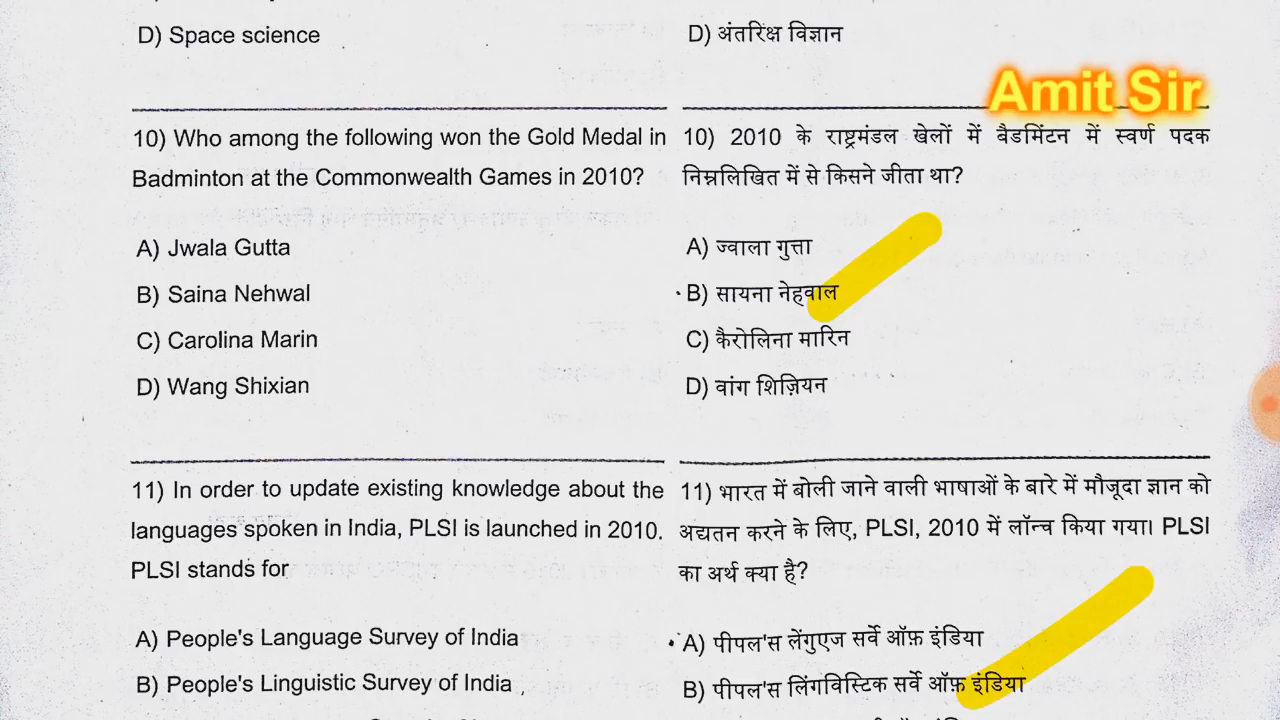 D) Space science
D) अंतरिक्ष विज्ञान
Amit Sir
10) Who among the following won the Gold Medal in
Badminton at the Commonwealth Games in 2010?
A) Jwala Gutta
B) Saina Nehwal
C) Carolina Marin
D) Wang Shixian
10) 2010 के राष्ट्रमंडल खेलों में बैडमिंटन में स्वर्ण पदक
निम्नलिखित में से किसने जीता था?
A) ज्वाला गुत्ता
B) सायना नेहवाल
C) कैरोलिना मारिन
D) वांग शिज़ियन
11) In order to update existing knowledge about the
languages spoken in India, PLSI is launched in 2010.
PLSI stands for
A) People's Language Survey of India
B) People's Linguistic Survey of India
11) भारत में बोली जाने वाली भाषाओं के बारे में मौजूदा ज्ञान को
अद्यतन करने के लिए, PLSI, 2010 में लॉन्च किया गया। PLSI
का अर्थ क्या है?
A) पीपल'स लेंगुएज सर्वे ऑफ़ इंडिया
B) पीपल'स लिंगविस्टिक सर्वे ऑफ़ इंडिया